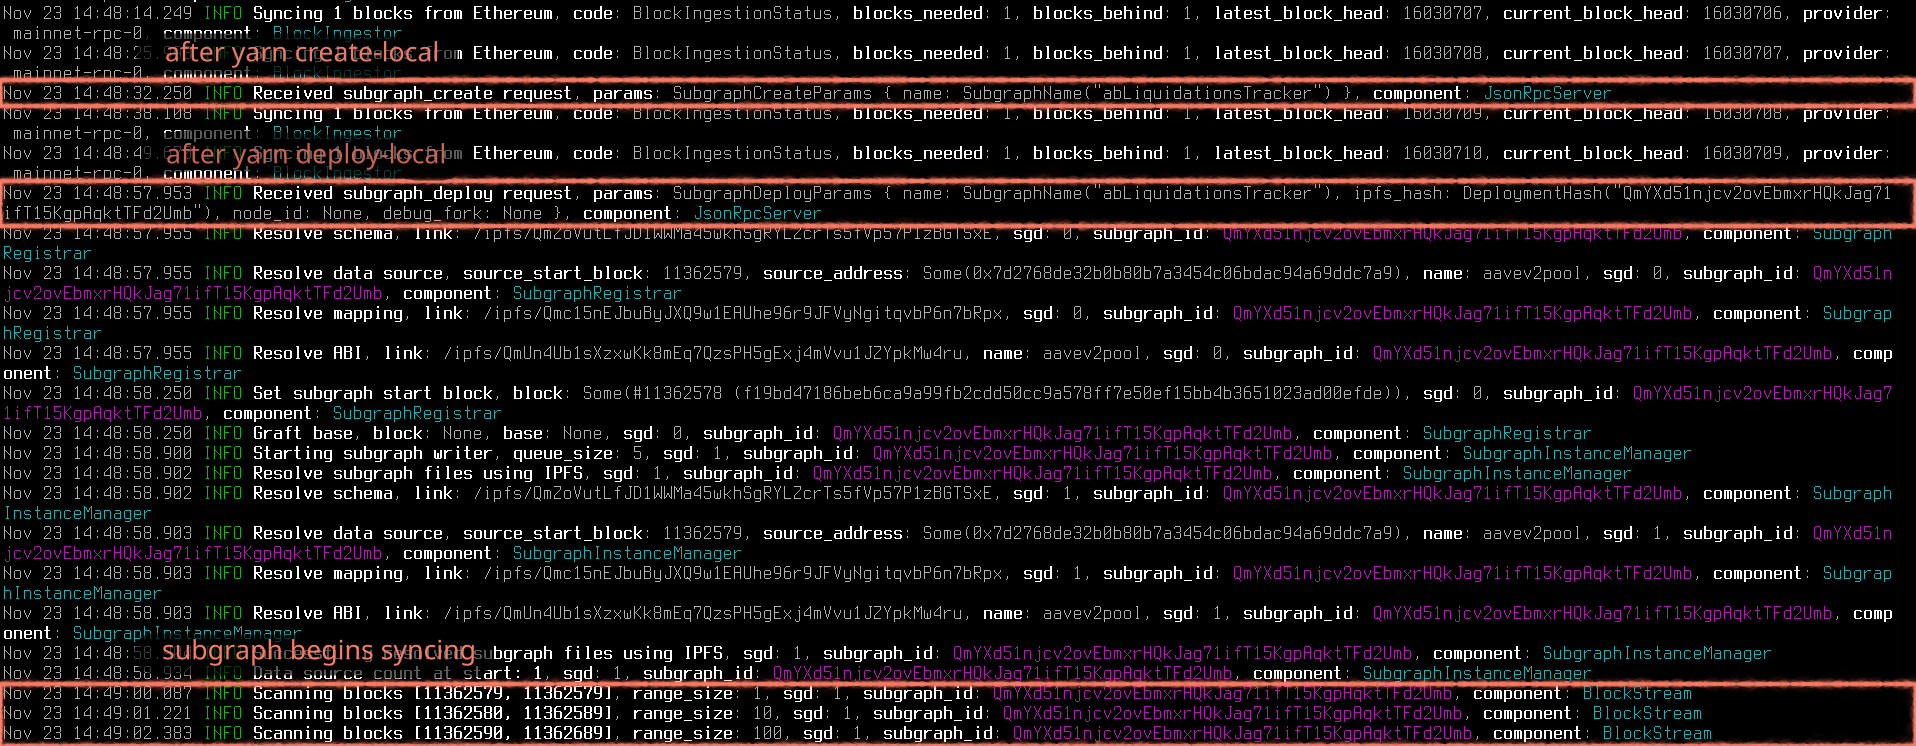 Nov 23 14:48:14.249 INFO Syncing 1 blocks from Ethereum, code: BlockIngestionStatus, blocks_needed: 1, blocks_behind: 1, latest_block_head: 16030707, current_block_head: 16030706, provider:
mainnet-rpc-0, component: BlockIngestor
after yarn create-local
Nov 23 14:48: from Ethereum, code: BlockIngestionStatus, blocks_needed: 1, blocks_behind: 1, latest_block_head: 16030708, current_block_head: 16030707, provider:
mainnet-rpc-0, component: BlockIngestor
Nov 23 14:48:32.250 INFO Received subgraph_create request, params: SubgraphCreateParams { name: SubgraphName("abLiquidationsTracker") }, component: JsonRpcServer
Nov 23 14:48:38.108 INFO Syncing 1 blocks from Ethereum, code: BlockIngestionStatus, blocks_needed: 1, blocks_behind: 1, latest_block_head: 16030709, current_block_head: 16030708, provider:
mainnet-rpc-0, component: BlockIngestor
after yarn deploy-local
Nov 23 14:48:49 from Ethereum, code: BlockIngestionStatus, blocks_needed: 1, blocks_behind: 1, latest_block_head: 16030710, current_block_head: 16030709, provider:
mainnet-rpc-0, component: BlockIngestor
Nov 23 14:48:57.953 INFO Received subgraph_deploy request, params: SubgraphDeployParams { name: SubgraphName("abLiquidationsTracker"), ipfs_hash: DeploymentHash("QmYXd51njcv2ovEbmxrHQkJag71
ifT15KgpAqktTFd2Umb"), node_id: None, debug_fork: None }, component: JsonRpcServer
Nov 23 14:48:57.955 INFO Resolve schema, link: /ipfs/QmZoVutLfJD1WWMa45wkhSgRYLZcrTs5fVp57P1zBGTSxE, sgd: 0, subgraph_id: QmYXd51njcv2ovEbmxrHQkJag71ifT15KgpAqktTFd2Umb, component: Subgraph
Registrar
Nov 23 14:48:57.955 INFO Resolve data source, source_start_block: 11362579, source_address: Some(0x7d2768de32b0b80b7a3454c06bdac94a69ddc7a9), name: aavev2pool, sgd: 0, subgraph_id: QmYXd51n
jcv2ovEbmxrHQkJag71ifT15KgpAqktTFd2Umb, component: SubgraphRegistrar
Nov 23 14:48:57.955 INFO Resolve mapping, link: /ipfs/Qmc15nEJbuByJXQ9w1EAUhe96r9JFVyNgitqvbP6n7bRpx, sgd: 0, subgraph_id: QmYXd51njcv2ovEbmxrHQkJag71ifT15KgpAqktTFd2Umb, component: Subgrap
hRegistrar
Nov 23 14:48:57.955 INFO Resolve ABI, link: /ipfs/QmUn4Ub1sXzxwKk8mEq7QzsPH5gExj4mVvu1JZYpkMw4ru, name: aavev2pool, sgd: 0, subgraph_id: QmYXd51njcv2ovEbmxrHQkJag71ifT15KgpAqktTFd2Umb, comp
onent: SubgraphRegistrar
Nov 23 14:48:58.250 INFO Set subgraph start block, block: Some(#11362578 (f19bd47186beb6ca9a99fb2cdd50cc9a578ff7e50ef15bb4b3651023ad00efde)), sgd: 0, subgraph_id: QmYXd51njcv2ovEbmxrHQkJag7
1ifT15KgpAqktTFd2Umb, component: SubgraphRegistrar
Nov 23 14:48:58.250 INFO Graft base, block: None, base: None, sgd: 0, subgraph_id: QmYXd51njcv2ovEbmxrHQkJag71ifT15KgpAqktTFd2Umb, component: SubgraphRegistrar
Nov 23 14:48:58.900 INFO Starting subgraph writer, queue_size: 5, sgd: 1, subgraph_id: QmYXd51njcv2ovEbmxrHQkJag71ifT15KgpAqktTFd2Umb, component: SubgraphInstanceManager
Nov 23 14:48:58.902 INFO Resolve subgraph files using IPFS, sgd: 1, subgraph_id: QmYXd51njcv2ovEbmxrHQkJag71ifT15KgpAqktTFd2Umb, component: SubgraphInstanceManager
Nov 23 14:48:58.902 INFO Resolve schema, link: /ipfs/QmZoVutLfJD1WWMa45wkhSgRYLZcrTs5fVp57P1zBGTSxE, sgd: 1, subgraph_id: QmYXd51njcv2ovEbmxrHQkJag71ifT15KgpAqktTFd2Umb, component: Subgraph
InstanceManager
Nov 23 14:48:58.903 INFO Resolve data source, source_start_block: 11362579, source_address: Some(0x7d2768de32b0b80b7a3454c06bdac94a69ddc7a9), name: aavev2pool, sgd: 1, subgraph_id: QmYXd51n
jcv2ovEbmxrHQkJag71ifT15KgpAqktTFd2Umb, component: SubgraphInstanceManager
Nov 23 14:48:58.903 INFO Resolve mapping, link: /ipfs/Qmc15nEJbuByJXQ9w1EAUhe96r9JFVyNgitqvbP6n7bRpx, sgd: 1, subgraph_id: QmYXd51njcv2ovEbmxrHQkJag71ifT15KgpAqktTFd2Umb, component: Subgrap
hInstanceManager
Nov 23 14:48:58.903 INFO Resolve ABI, link: /ipfs/QmUn4Ub1sXzxwKk8mEq7QzsPH5gExj4mVvu1JZYpkMw4ru, name: aavev2pool, sgd: 1, subgraph_id: QmYXd51njcv2ovEbmxrHQkJag71ifT15KgpAqktTFd2Umb, comp
onent: SubgraphInstanceManager
subgraph begins syncing
Nov 23 14:48: subgraph files using IPFS, sgd: 1, subgraph_id: QmYXd51njcv2ovEbmxrHQkJag71ifT15KgpAqktTFd2Umb, component: SubgraphInstanceManager
Nov 23 14:48:58.934 INFO Data source count at start: 1, sgd: 1, subgraph_id: QmYXd51njcv2ovEbmxrHQkJag71ifT15KgpAqktTFd2Umb, component: SubgraphInstanceManager
Nov 23 14:49:00.087 INFO Scanning blocks [11362579, 11362579], range_size: 1, sgd: 1, subgraph_id: QmYXd51njcv2ovEbmxrHQkJag71ifT15KgpAqktTFd2Umb, component: BlockStream
Nov 23 14:49:01.221 INFO Scanning blocks [11362580, 11362589], range_size: 10, sgd: 1, subgraph_id: QmYXd51njcv2ovEbmxrHQkJag71ifT15KgpAqktTFd2Umb, component: BlockStream
Nov 23 14:49:02.383 INFO Scanning blocks [11362590, 11362689], range_size: 100, sgd: 1, subgraph_id: QmYXd51njcv2ovEbmxrHQkJag71ifT15KgpAqktTFd2Umb, component: BlockStream